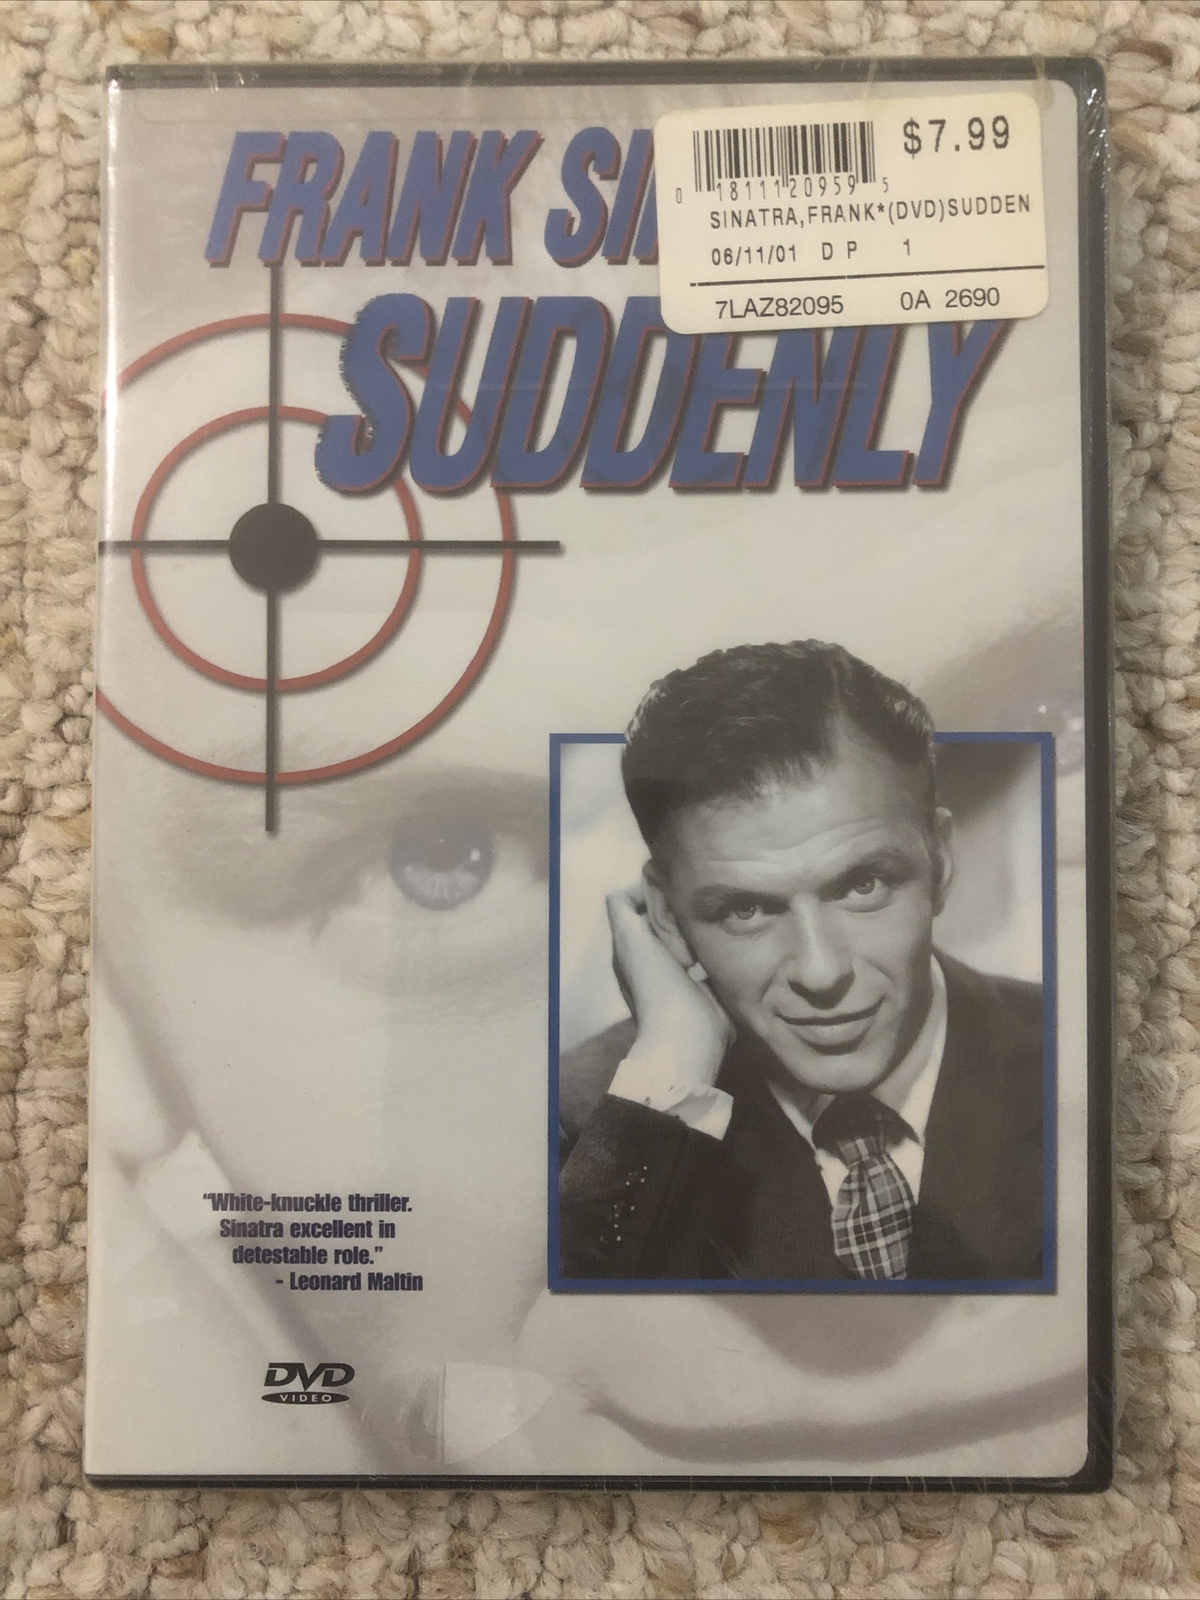 FRANK SI
SUDDENLY
$7.99
0 18111 20959 5
SINATRA,FRANK*(DVD)SUDDEN
06/11/01 D P 1
7LAZ82095 0A 2690
“White-knuckle thriller.
Sinatra excellent in
detestable role.”
- Leonard Maltin
DVD
VIDEO